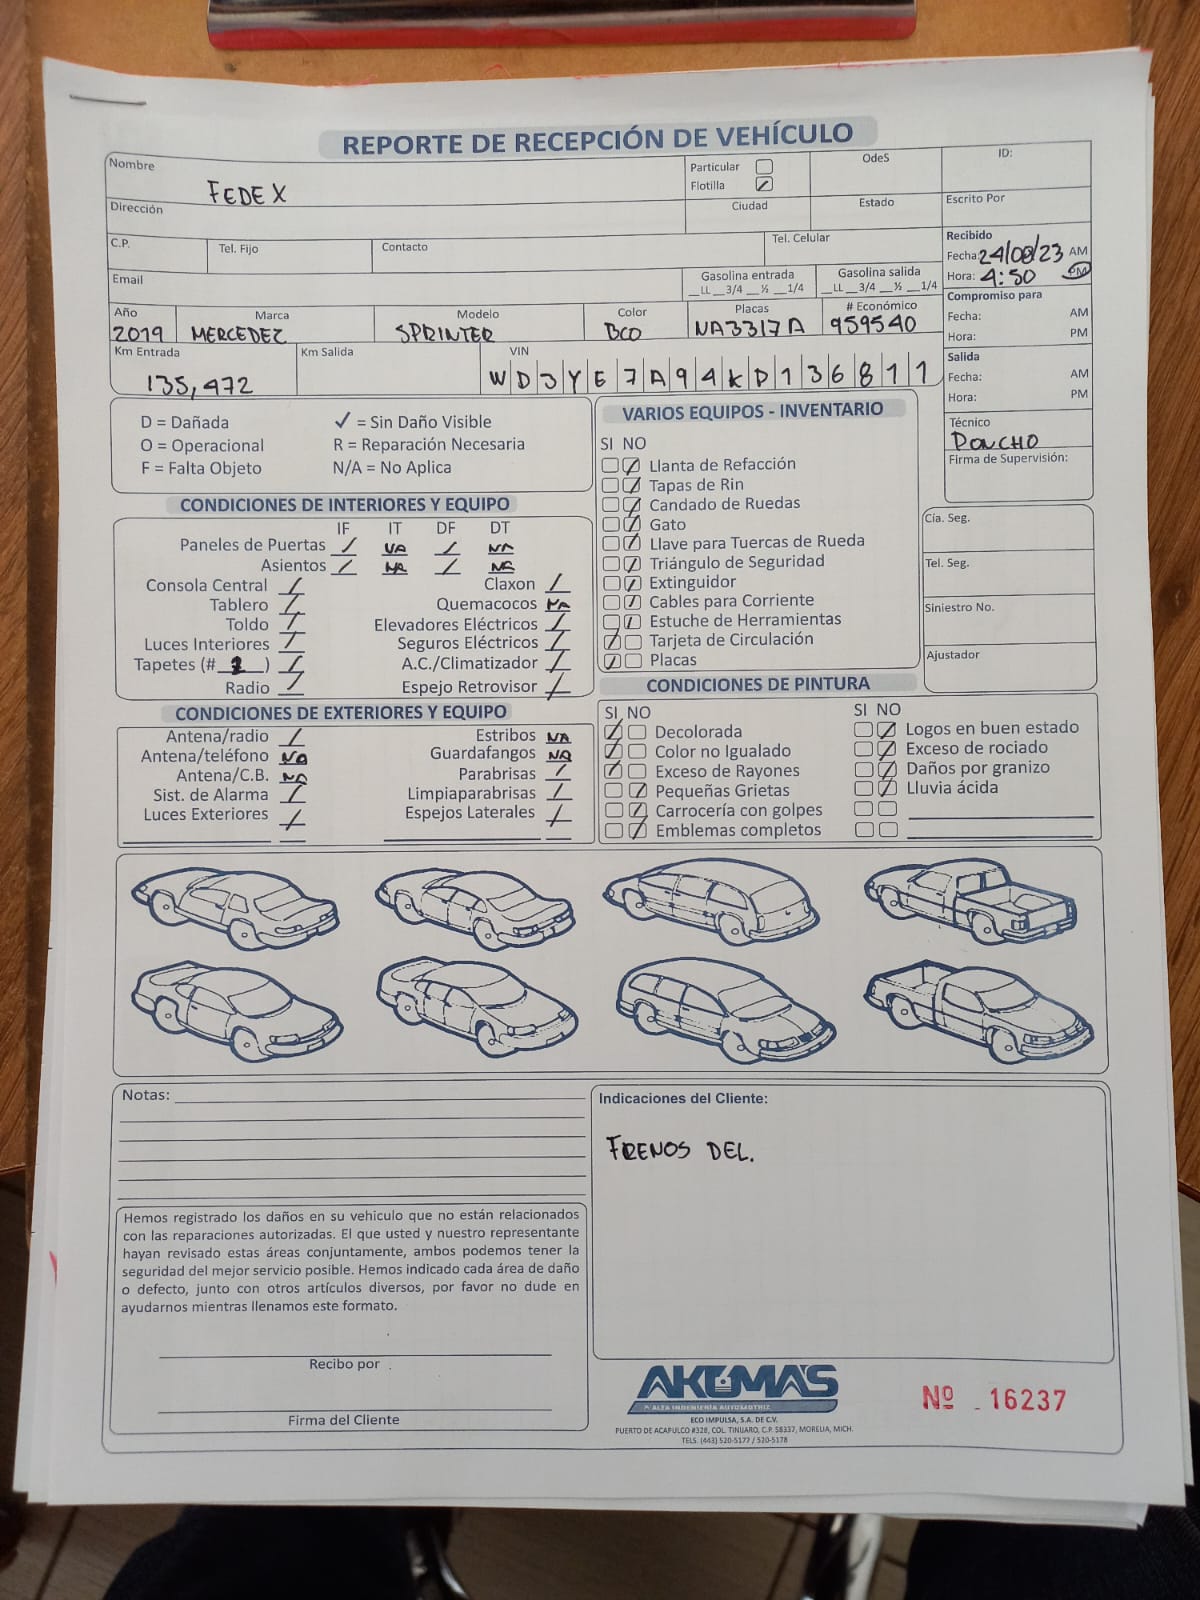 REPORTE DE RECEPCIÓN DE VEHÍCULO
Nombre
FEDEX
Particular
Flotilla
OdeS
ID:
Dirección
Ciudad
Estado
Escrito Por
C.P.
Tel. Fijo
Contacto
Tel. Celular
Recibido
Fecha: 24/08/23 AM
Hora: 4:50 PM
Email
Gasolina entrada
__LL __3/4 __½ __1/4
Gasolina salida
__LL __3/4 __½ __1/4
Compromiso para
Fecha: AM
Hora: PM
Año
2019
Marca
MERCEDEZ
Modelo
SPRINTER
Color
BCO
Placas
NA3317A
# Económico
959540
Km Entrada
135,472
Km Salida
VIN
WD3YE7A94KD136811
Salida
Fecha: AM
Hora: PM
Técnico
PONCHO
Firma de Supervisión:
D = Dañada
O = Operacional
F = Falta Objeto
✓ = Sin Daño Visible
R = Reparación Necesaria
N/A = No Aplica
CONDICIONES DE INTERIORES Y EQUIPO
IF IT DF DT
Paneles de Puertas / NA / NA
Asientos / NA / NA
Consola Central /
Tablero /
Toldo /
Luces Interiores /
Tapetes (# 2 ) /
Radio /
Claxon /
Quemacocos NA
Elevadores Eléctricos /
Seguros Eléctricos /
A.C./Climatizador /
Espejo Retrovisor /
CONDICIONES DE EXTERIORES Y EQUIPO
Antena/radio /
Antena/teléfono NA
Antena/C.B. NA
Sist. de Alarma /
Luces Exteriores /
Estribos NA
Guardafangos NA
Parabrisas /
Limpiaparabrisas /
Espejos Laterales /
VARIOS EQUIPOS - INVENTARIO
SI NO
Llanta de Refacción
Tapas de Rin
Candado de Ruedas
Gato
Llave para Tuercas de Rueda
Triángulo de Seguridad
Extinguidor
Cables para Corriente
Estuche de Herramientas
Tarjeta de Circulación
Placas
Cía. Seg.
Tel. Seg.
Siniestro No.
Ajustador
CONDICIONES DE PINTURA
SI NO
Decolorada
Color no Igualado
Exceso de Rayones
Pequeñas Grietas
Carrocería con golpes
Emblemas completos
SI NO
Logos en buen estado
Exceso de rociado
Daños por granizo
Lluvia ácida
Notas:
Indicaciones del Cliente:
FRENOS DEL.
Hemos registrado los daños en su vehiculo que no están relacionados
con las reparaciones autorizadas. El que usted y nuestro representante
hayan revisado estas áreas conjuntamente, ambos podemos tener la
seguridad del mejor servicio posible. Hemos indicado cada área de daño
o defecto, junto con otros artículos diversos, por favor no dude en
ayudarnos mientras llenamos este formato.
Recibo por
Firma del Cliente
AKEMAS
ALTA INGENIERÍA AUTOMOTRIZ
ECO IMPULSA, S.A. DE C.V.
PUERTO DE ACAPULCO #328, COL. TINIJARO, C.P. 58337, MORELIA, MICH.
TELS. (443) 520-5177 / 520-5178
Nº 16237